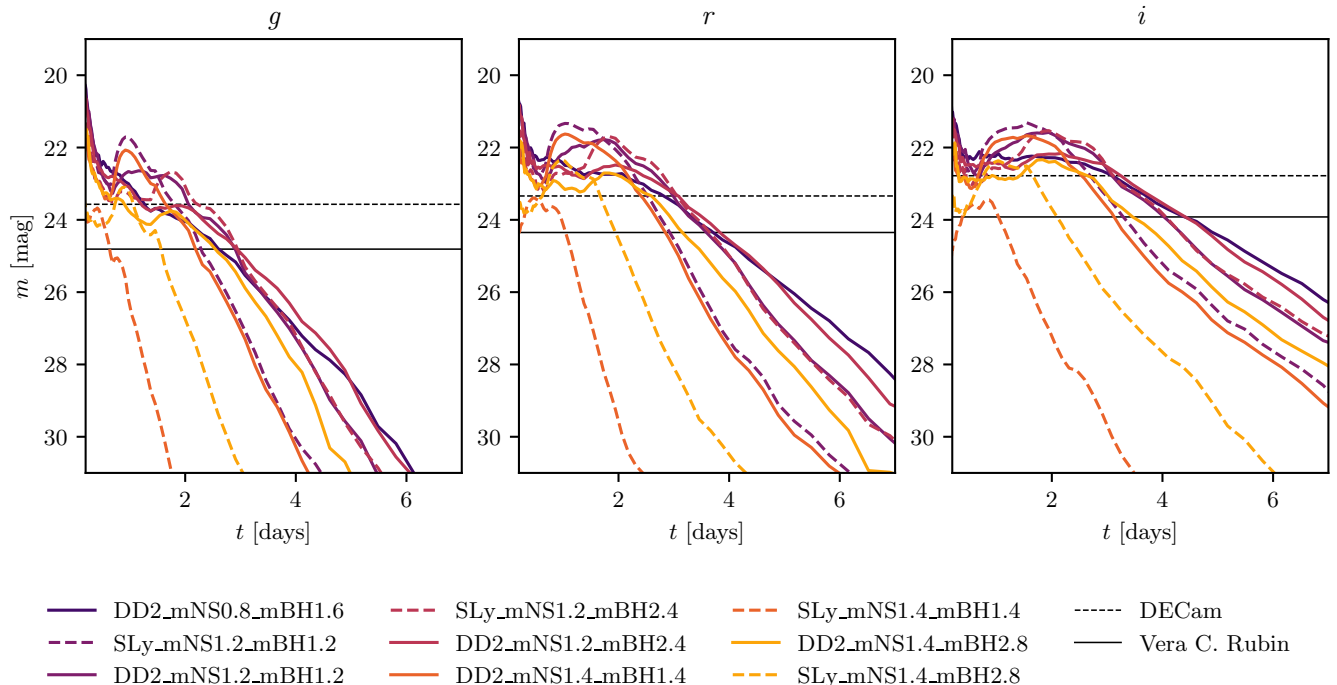 g r i
20 20 20
22 22 22
24 24 24
26 26 26
28 28 28
30 30 30
m [mag]
2 4 6 2 4 6 2 4 6
t [days] t [days] t [days]
DD2_mNS0.8_mBH1.6 SLy_mNS1.2_mBH2.4 SLy_mNS1.4_mBH1.4 DECam
SLy_mNS1.2_mBH1.2 DD2_mNS1.2_mBH2.4 DD2_mNS1.4_mBH2.8 Vera C. Rubin
DD2_mNS1.2_mBH1.2 DD2_mNS1.4_mBH1.4 SLy_mNS1.4_mBH2.8